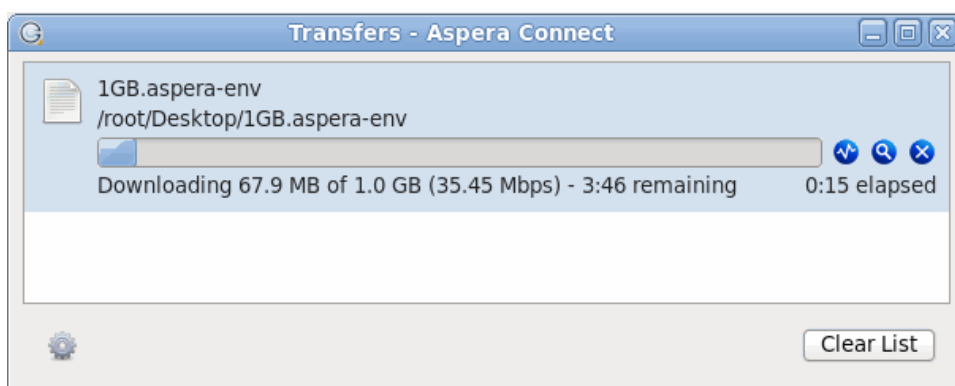 Transfers - Aspera Connect
1GB.aspera-env
/root/Desktop/1GB.aspera-env
Downloading 67.9 MB of 1.0 GB (35.45 Mbps) - 3:46 remaining 0:15 elapsed
Clear List